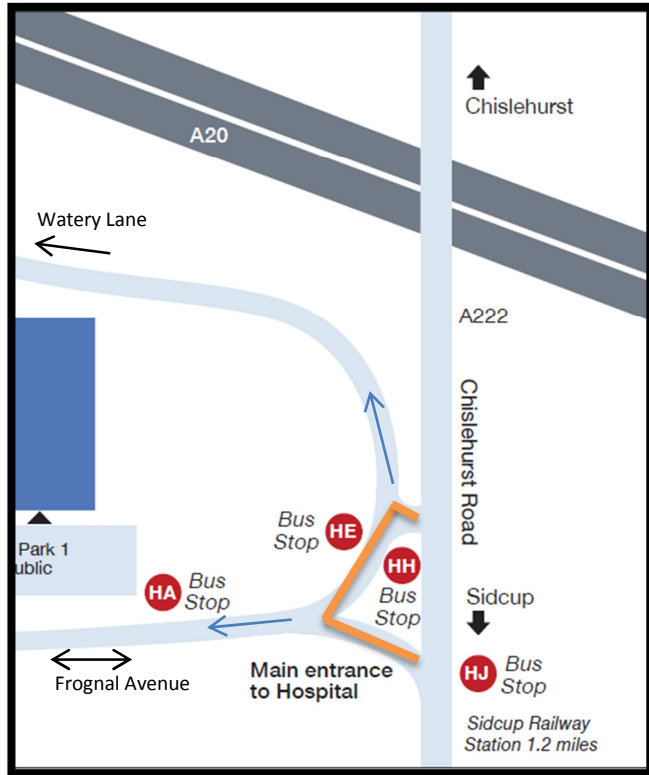 Chislehurst
A20
Watery Lane
A222
Chislehurst Road
Bus
Stop
HE
HH
Bus
Stop
Park 1
ublic
HA
Bus
Stop
Sidcup
Frognal Avenue
Main entrance
to Hospital
HJ
Bus
Stop
Sidcup Railway
Station 1.2 miles